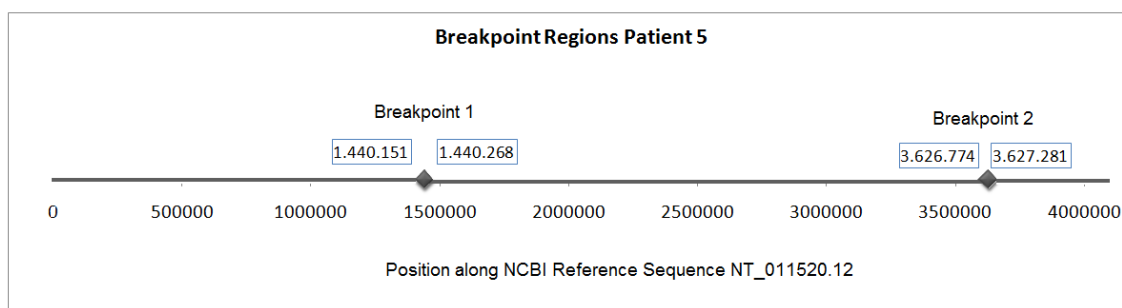 Breakpoint Regions Patient 5
Breakpoint 1
Breakpoint 2
1.440.151 1.440.268
3.626.774 3.627.281
0 500000 1000000 1500000 2000000 2500000 3000000 3500000 4000000
Position along NCBI Reference Sequence NT_011520.12